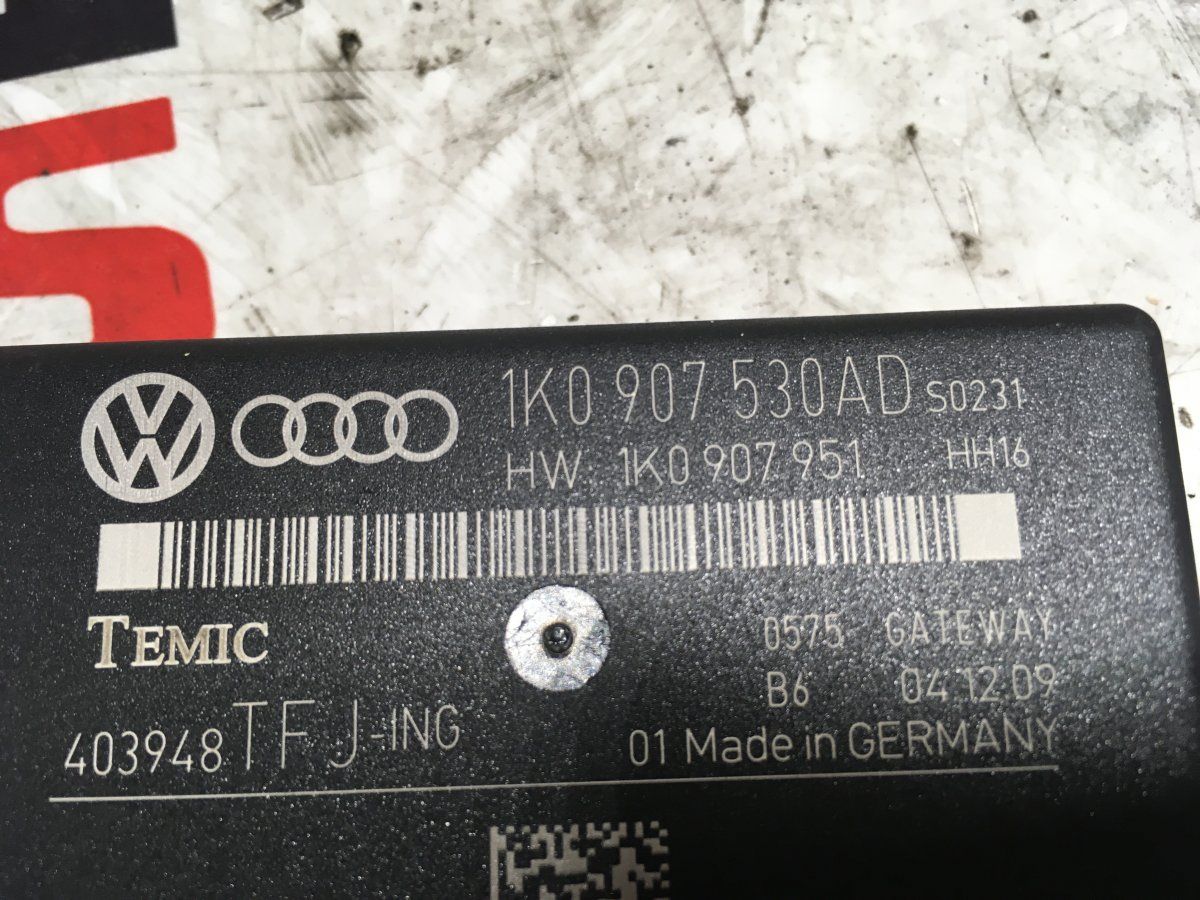 1K0 907 530AD S0231
HW: 1K0 907 951 HH16
TEMIC
0575 GATEWAY
B6 04.12.09
403948 TFJ-ING
01 Made in GERMANY